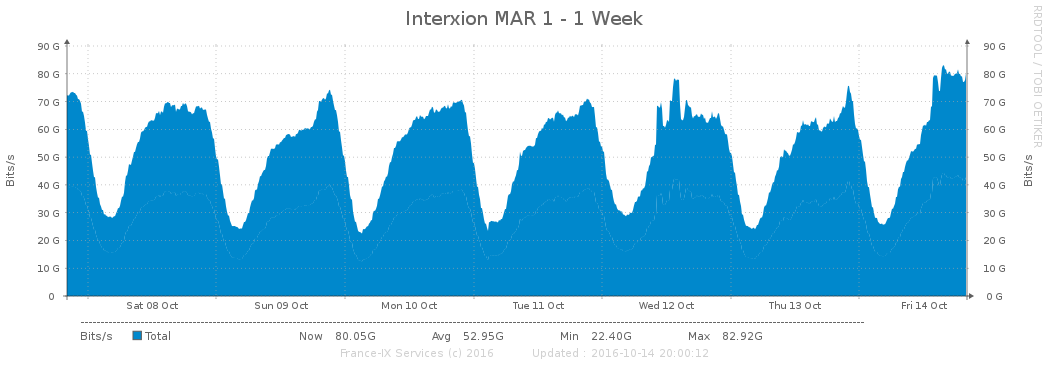 Interxion MAR 1 - 1 Week
RRDTOOL / TOBI OETIKER
Bits/s
Bits/s
90 G 90 G
80 G 80 G
70 G 70 G
60 G 60 G
50 G 50 G
40 G 40 G
30 G 30 G
20 G 20 G
10 G 10 G
0 0 G
Sat 08 Oct Sun 09 Oct Mon 10 Oct Tue 11 Oct Wed 12 Oct Thu 13 Oct Fri 14 Oct
Bits/s Total Now 80.05G Avg 52.95G Min 22.40G Max 82.92G
France-IX Services (c) 2016 Updated : 2016-10-14 20:00:12